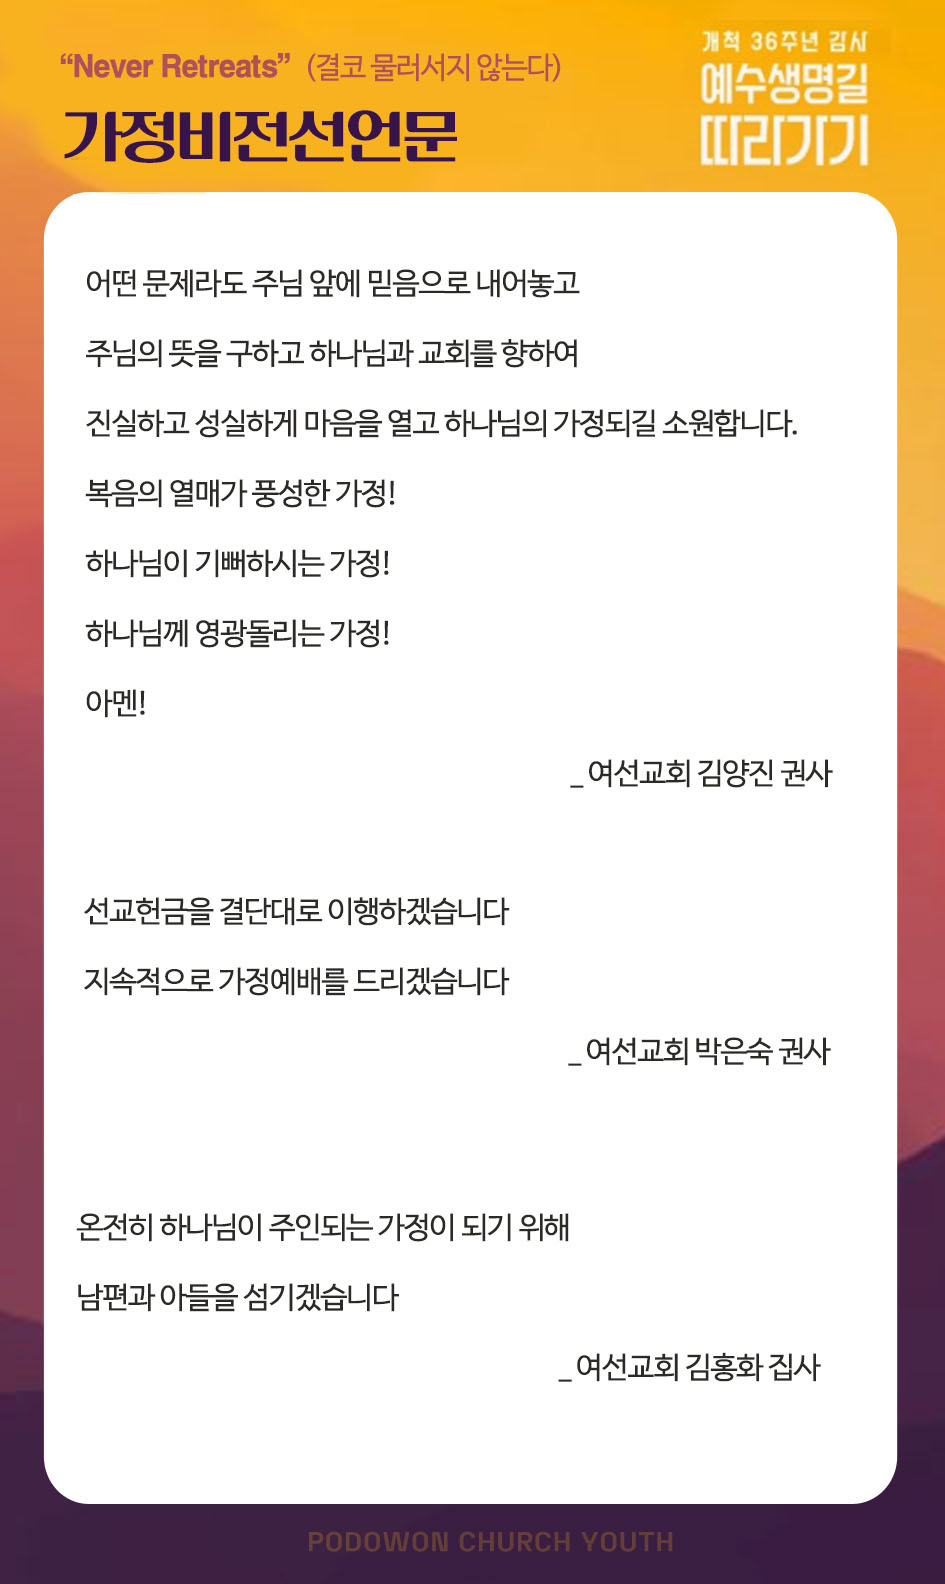 “Never Retreats” (결코 물러서지 않는다)
가정비전선언문
개척 36주년 감사
예수생명길
따라가기
어떤 문제라도 주님 앞에 믿음으로 내어놓고
주님의 뜻을 구하고 하나님과 교회를 향하여
진실하고 성실하게 마음을 열고 하나님의 가정되길 소원합니다.
복음의 열매가 풍성한 가정!
하나님이 기뻐하시는 가정!
하나님께 영광돌리는 가정!
아멘!
_ 여선교회 김양진 권사
선교헌금을 결단대로 이행하겠습니다
지속적으로 가정예배를 드리겠습니다
_ 여선교회 박은숙 권사
온전히 하나님이 주인되는 가정이 되기 위해
남편과 아들을 섬기겠습니다
_ 여선교회 김홍화 집사
PODOWON CHURCH YOUTH